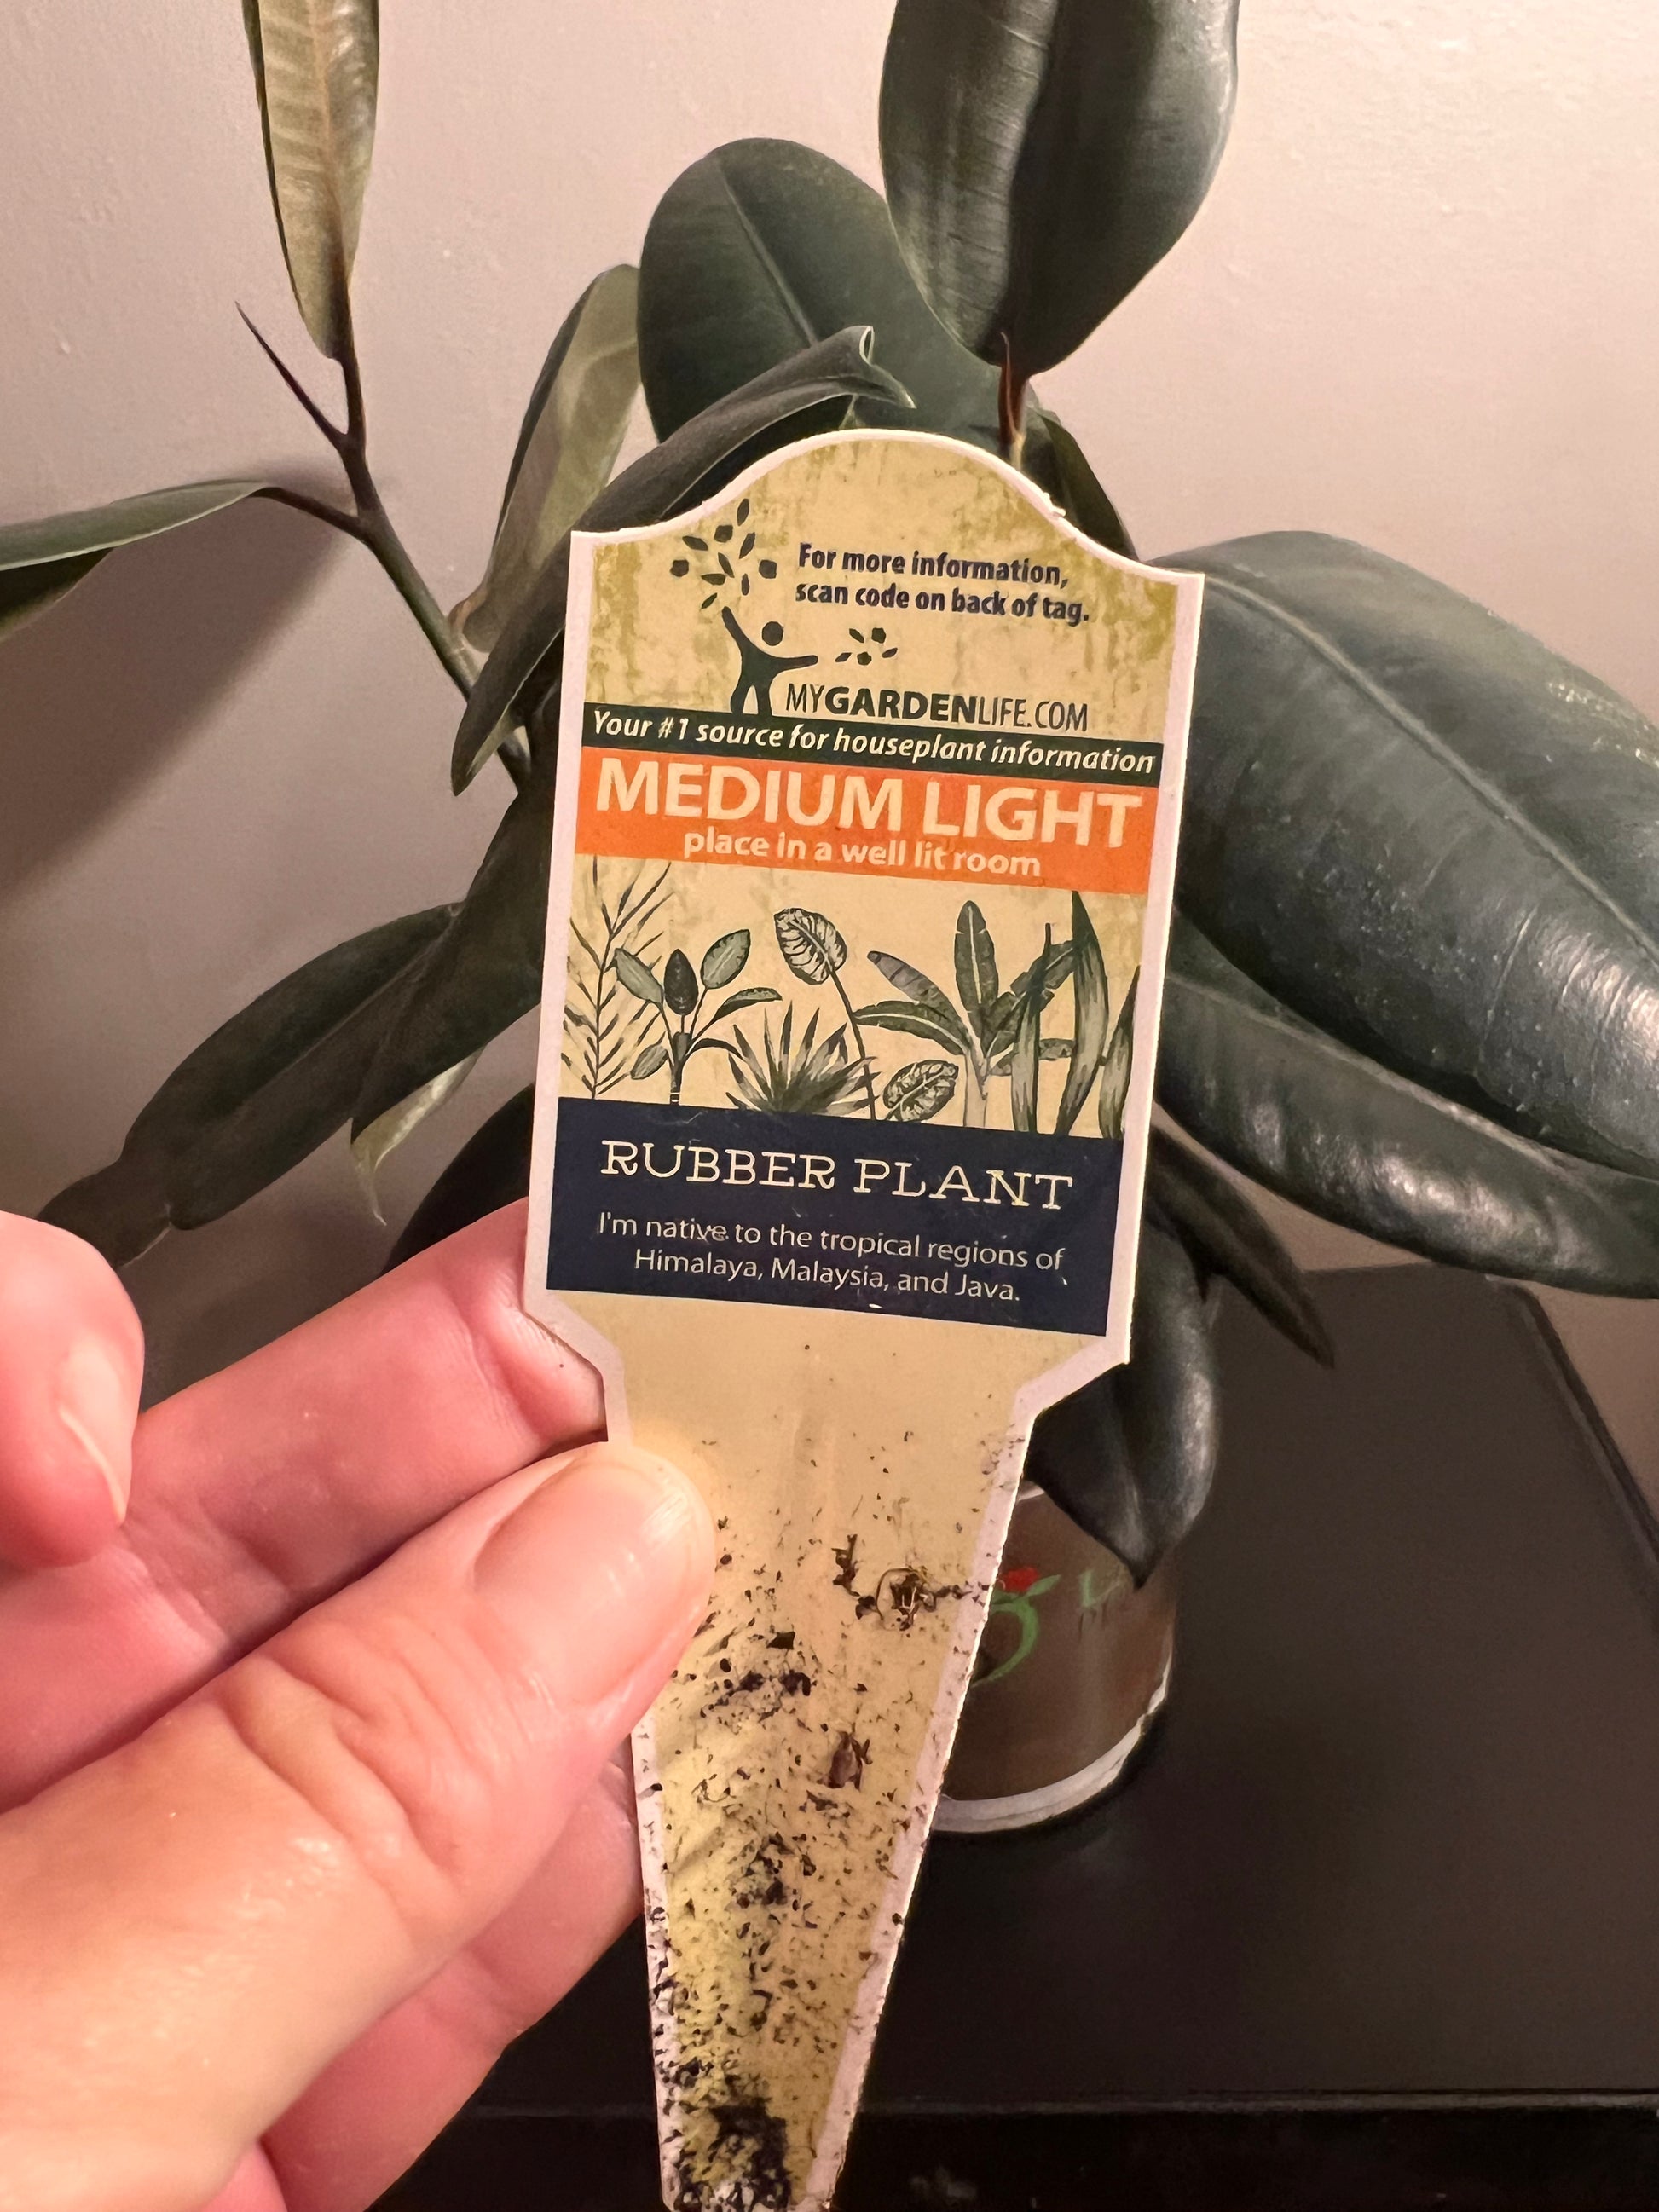 For more information,
scan code on back of tag.
MYGARDENLIFE.COM
Your #1 source for houseplant information
MEDIUM LIGHT
place in a well lit room
RUBBER PLANT
I'm native to the tropical regions of
Himalaya, Malaysia, and Java.